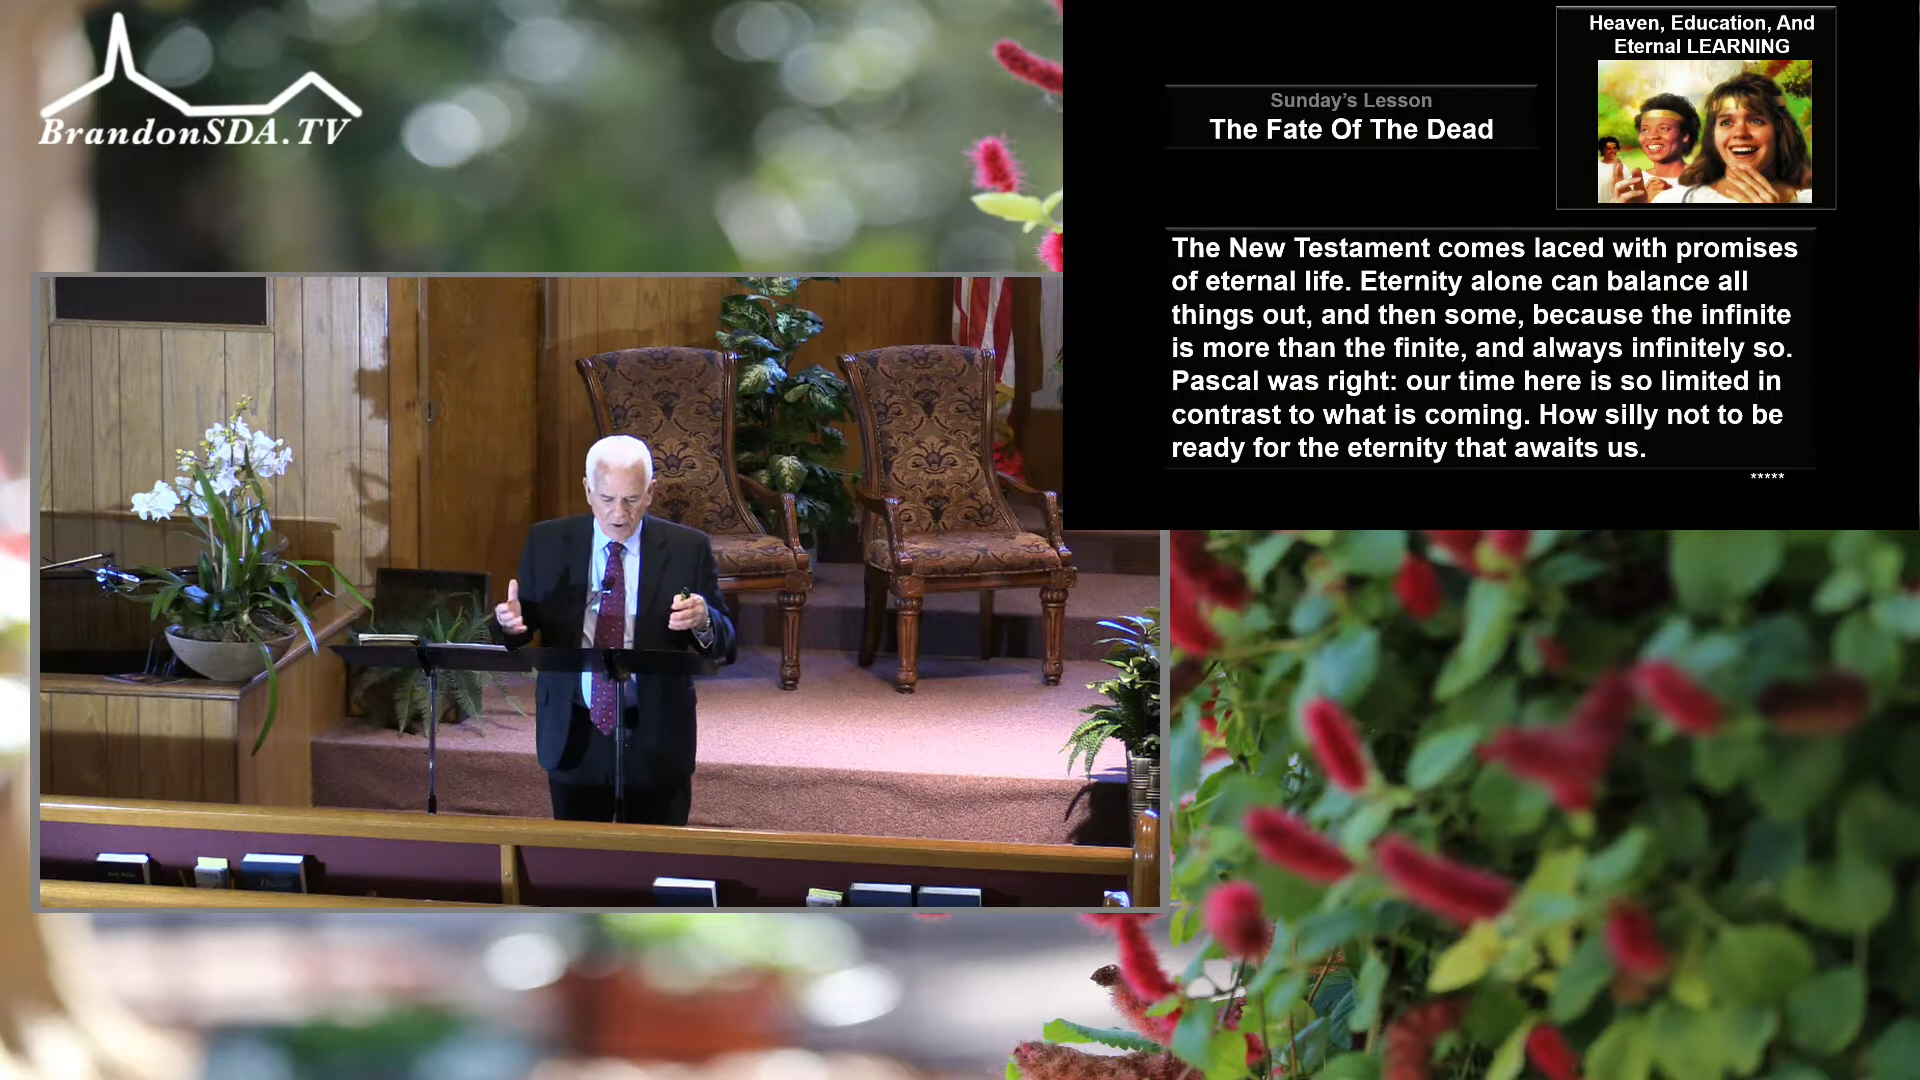 BrandonSDA.TV
Heaven, Education, And
Eternal LEARNING
Sunday's Lesson
The Fate Of The Dead
The New Testament comes laced with promises
of eternal life. Eternity alone can balance all
things out, and then some, because the infinite
is more than the finite, and always infinitely so.
Pascal was right: our time here is so limited in
contrast to what is coming. How silly not to be
ready for the eternity that awaits us.
*****